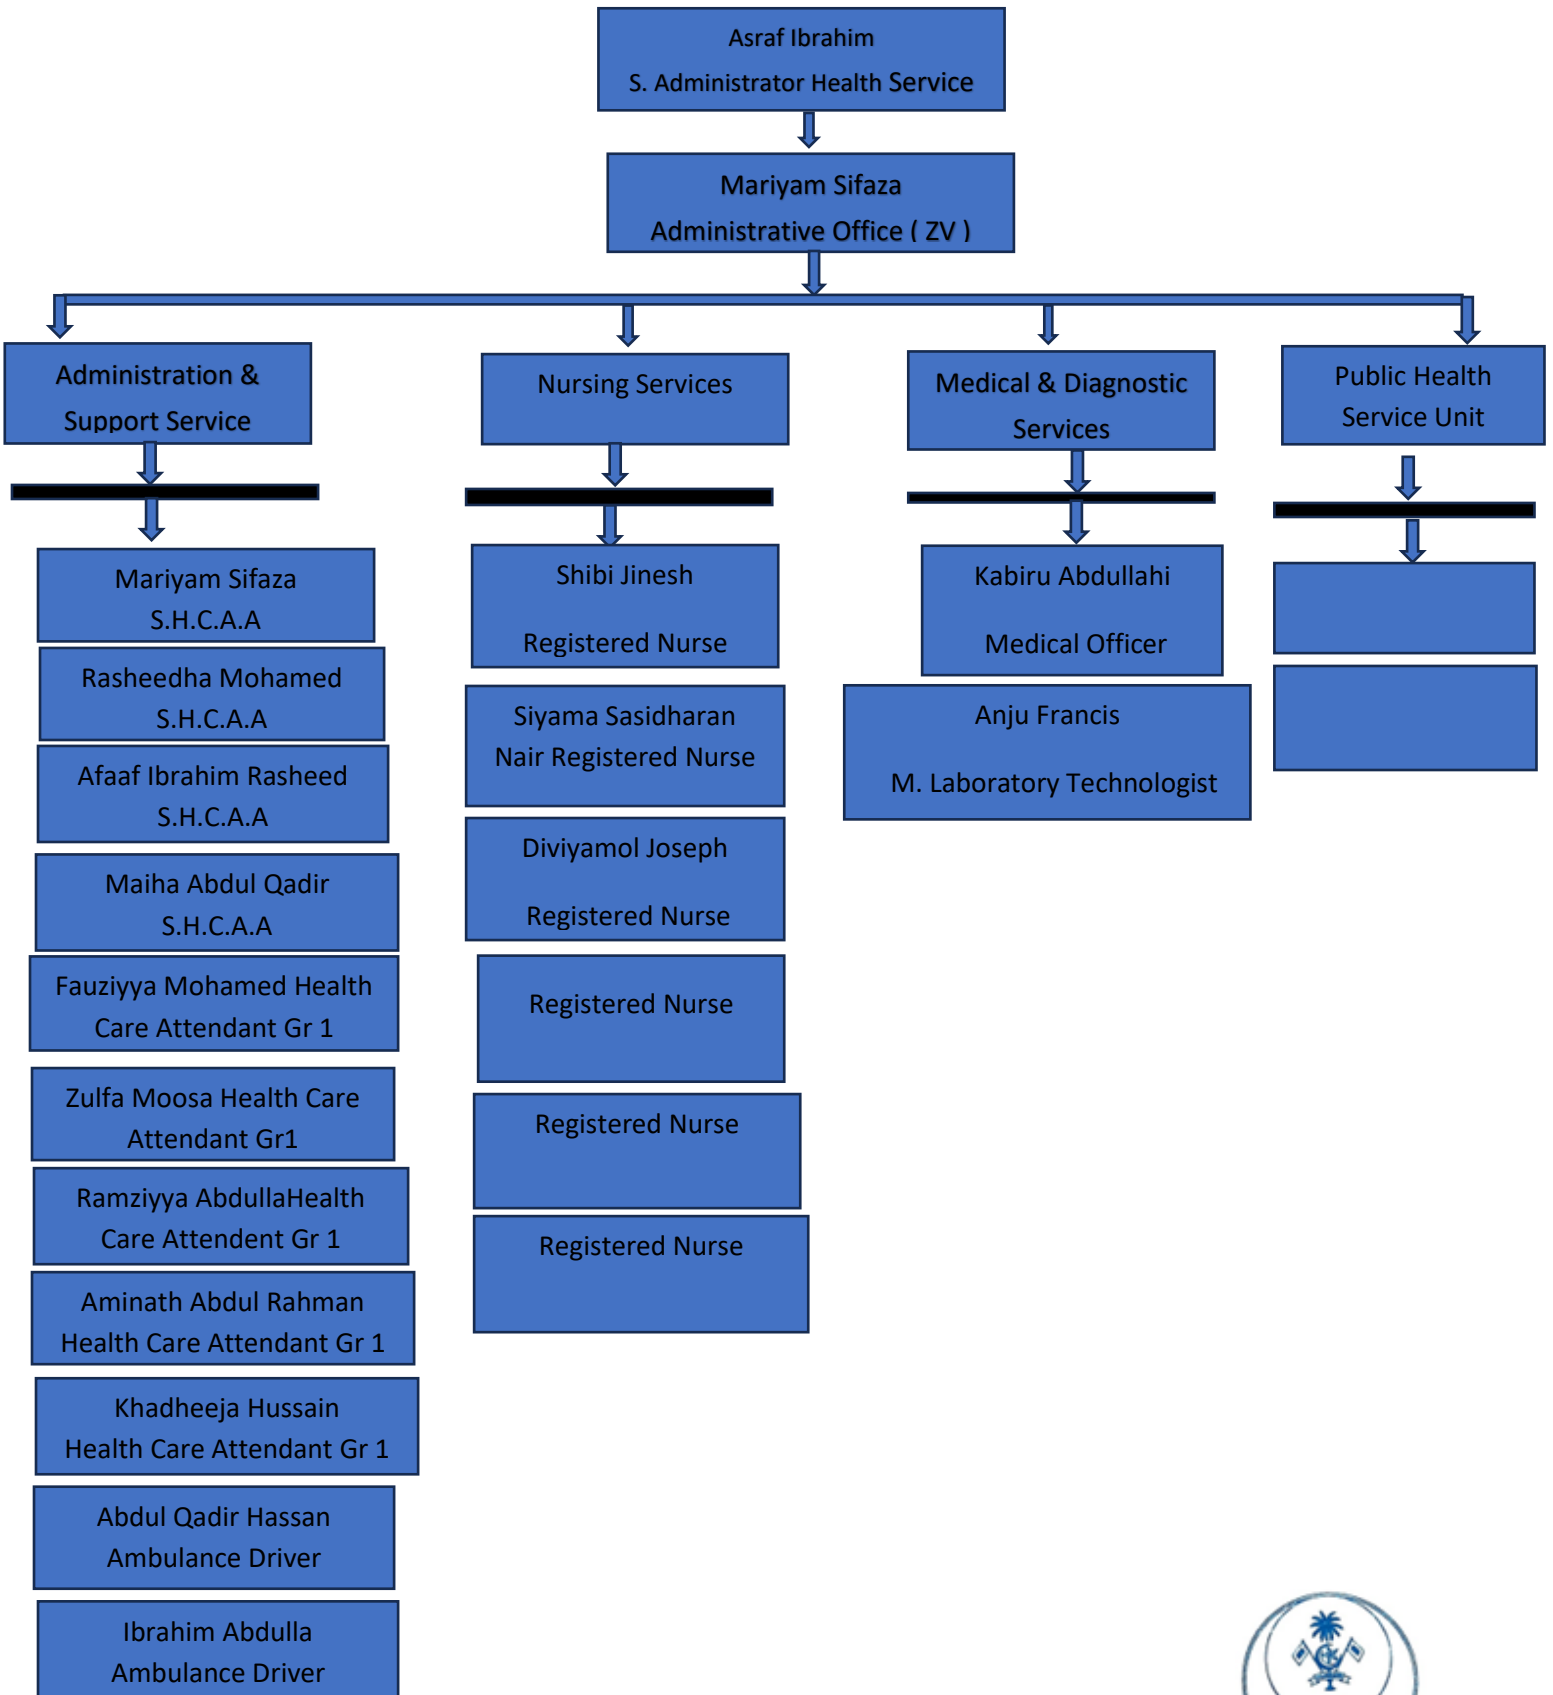 Asraf Ibrahim
S. Administrator Health Service
Mariyam Sifaza
Administrative Office ( ZV )
Administration &
Support Service
Nursing Services
Medical & Diagnostic
Services
Public Health
Service Unit
Mariyam Sifaza
S.H.C.A.A
Rasheedha Mohamed
S.H.C.A.A
Afaaf Ibrahim Rasheed
S.H.C.A.A
Maiha Abdul Qadir
S.H.C.A.A
Fauziyya Mohamed Health
Care Attendant Gr 1
Zulfa Moosa Health Care
Attendant Gr1
Ramziyya AbdullaHealth
Care Attendent Gr 1
Aminath Abdul Rahman
Health Care Attendant Gr 1
Khadheeja Hussain
Health Care Attendant Gr 1
Abdul Qadir Hassan
Ambulance Driver
Ibrahim Abdulla
Ambulance Driver
Shibi Jinesh
Registered Nurse
Siyama Sasidharan
Nair Registered Nurse
Diviyamol Joseph
Registered Nurse
Registered Nurse
Registered Nurse
Registered Nurse
Kabiru Abdullahi
Medical Officer
Anju Francis
M. Laboratory Technologist